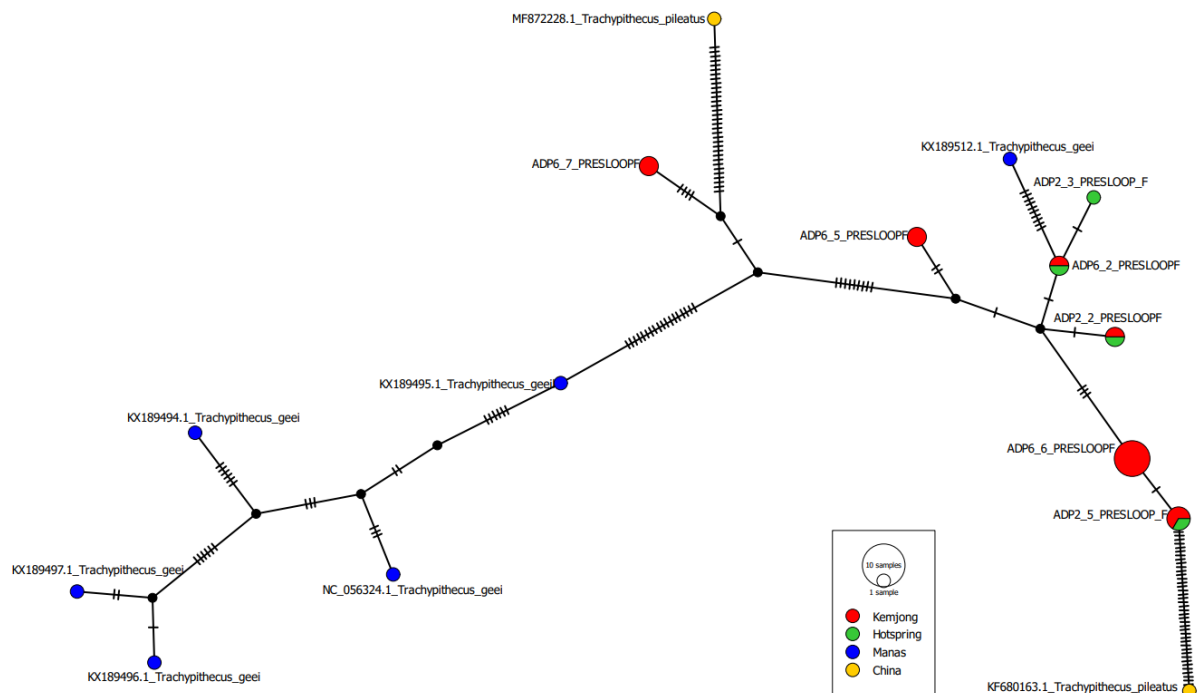 MF872228.1_Trachypithecus_pileatus
KX189512.1_Trachypithecus_geei
ADP6_7_PRESLOOPF
ADP2_3_PRESLOOP_F
ADP6_5_PRESLOOPF
ADP6_2_PRESLOOPF
ADP2_2_PRESLOOPF
KX189495.1_Trachypithecus_geei
KX189494.1_Trachypithecus_geei
ADP6_6_PRESLOOPF
ADP2_5_PRESLOOP_F
KX189497.1_Trachypithecus_geei
NC_056324.1_Trachypithecus_geei
KX189496.1_Trachypithecus_geei
10 samples
1 sample
Kemjong
Hotspring
Manas
China
KF680163.1_Trachypithecus_pileatus